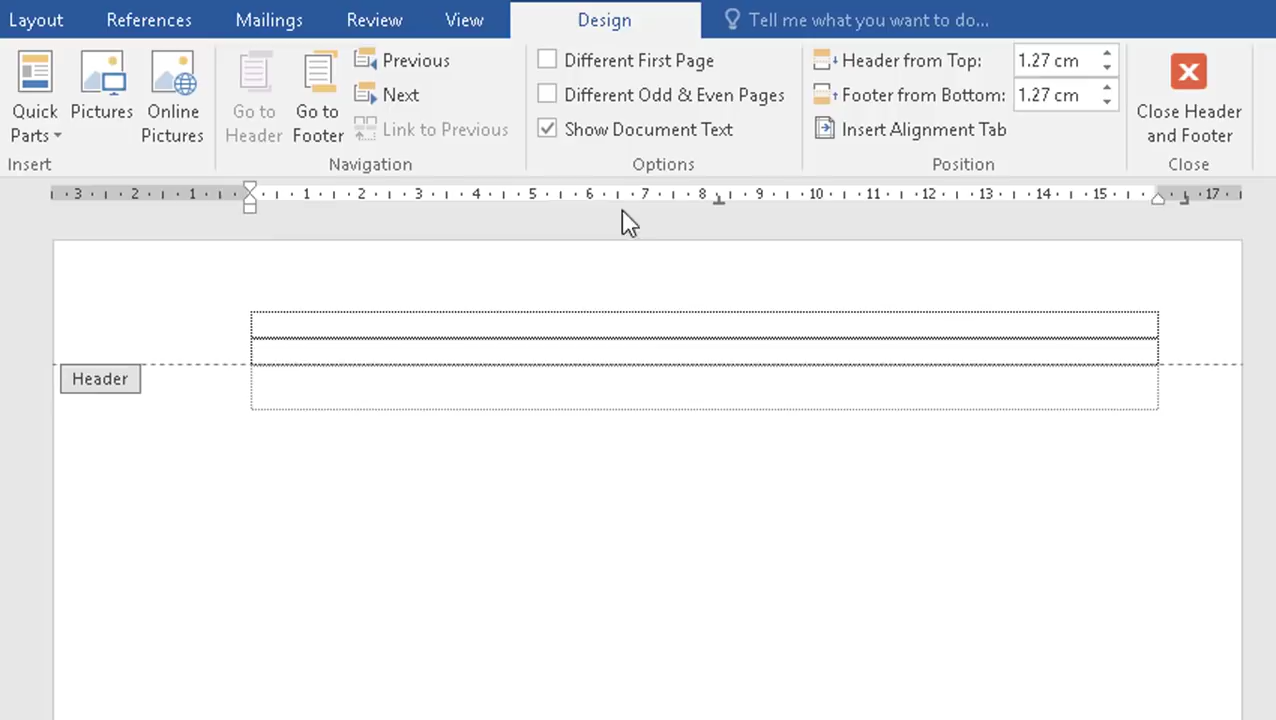 Layout References Mailings Review View Design Tell me what you want to do...
Quick Parts
Pictures
Online Pictures
Insert
Go to Header
Go to Footer
Previous
Next
Link to Previous
Navigation
Different First Page
Different Odd & Even Pages
Show Document Text
Options
Header from Top: 1.27 cm
Footer from Bottom: 1.27 cm
Insert Alignment Tab
Position
Close Header and Footer
Close
3 2 1 1 2 3 4 5 6 7 8 9 10 11 12 13 14 15 17
Header